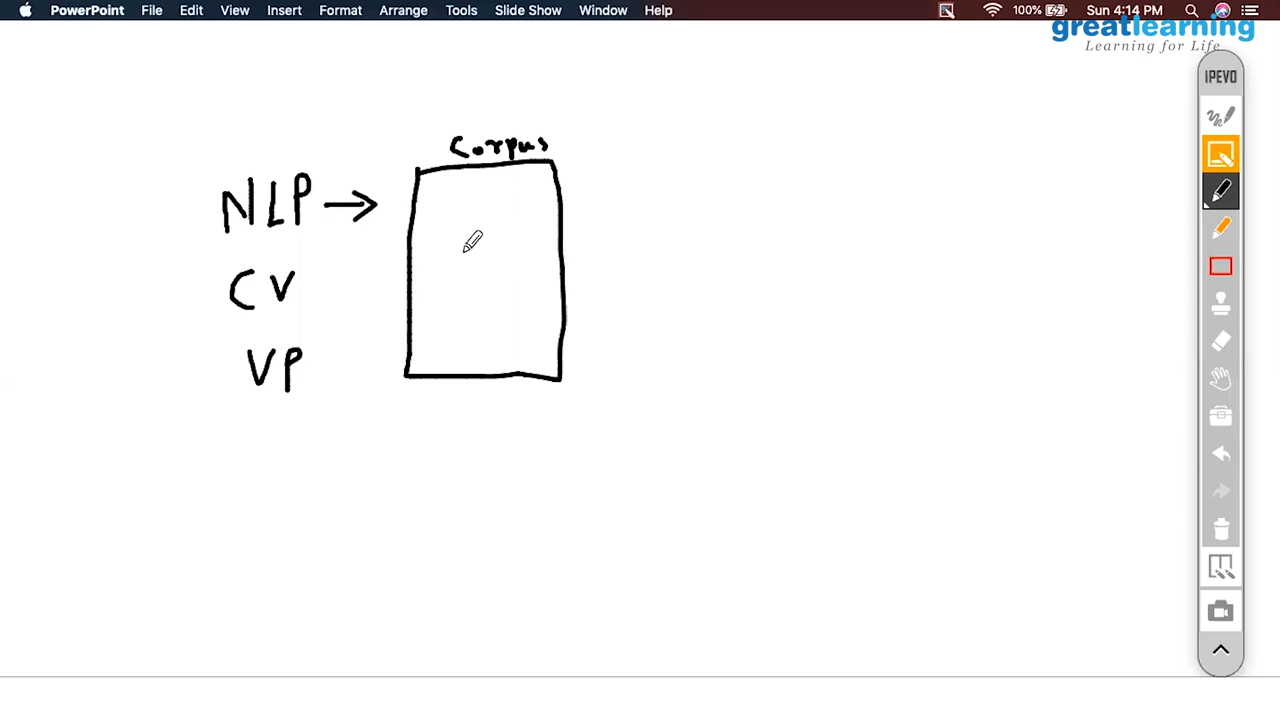 PowerPoint File Edit View Insert Format Arrange Tools Slide Show Window Help 100% Sun 4:14 PM
greatlearning
Learning for Life
IPEVO
Corpus
NLP →
CV
VP